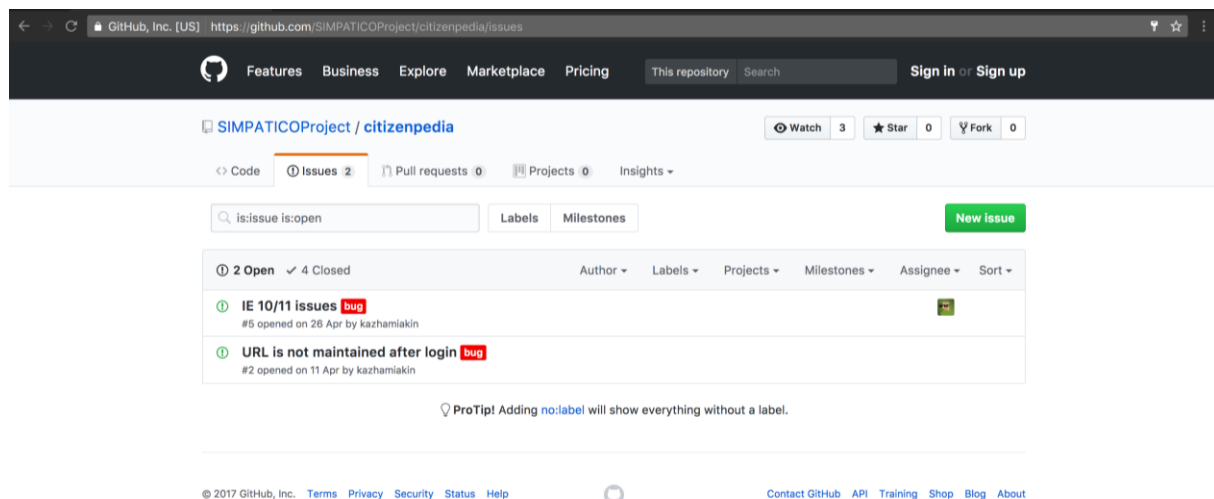 GitHub, Inc. [US] https://github.com/SIMPATICOProject/citizenpedia/issues
Features Business Explore Marketplace Pricing This repository Search Sign in or Sign up
SIMPATICOProject / citizenpedia Watch 3 Star 0 Fork 0
Code Issues 2 Pull requests 0 Projects 0 Insights
is:issue is:open Labels Milestones New issue
2 Open 4 Closed Author Labels Projects Milestones Assignee Sort
IE 10/11 issues bug
#5 opened on 26 Apr by kazhamiakin
URL is not maintained after login bug
#2 opened on 11 Apr by kazhamiakin
ProTip! Adding no:label will show everything without a label.
© 2017 GitHub, Inc. Terms Privacy Security Status Help Contact GitHub API Training Shop Blog About